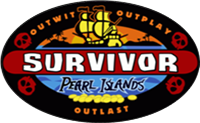 OUTWIT OUTPLAY
SURVIVOR
PEARL ISLANDS
OUTLAST